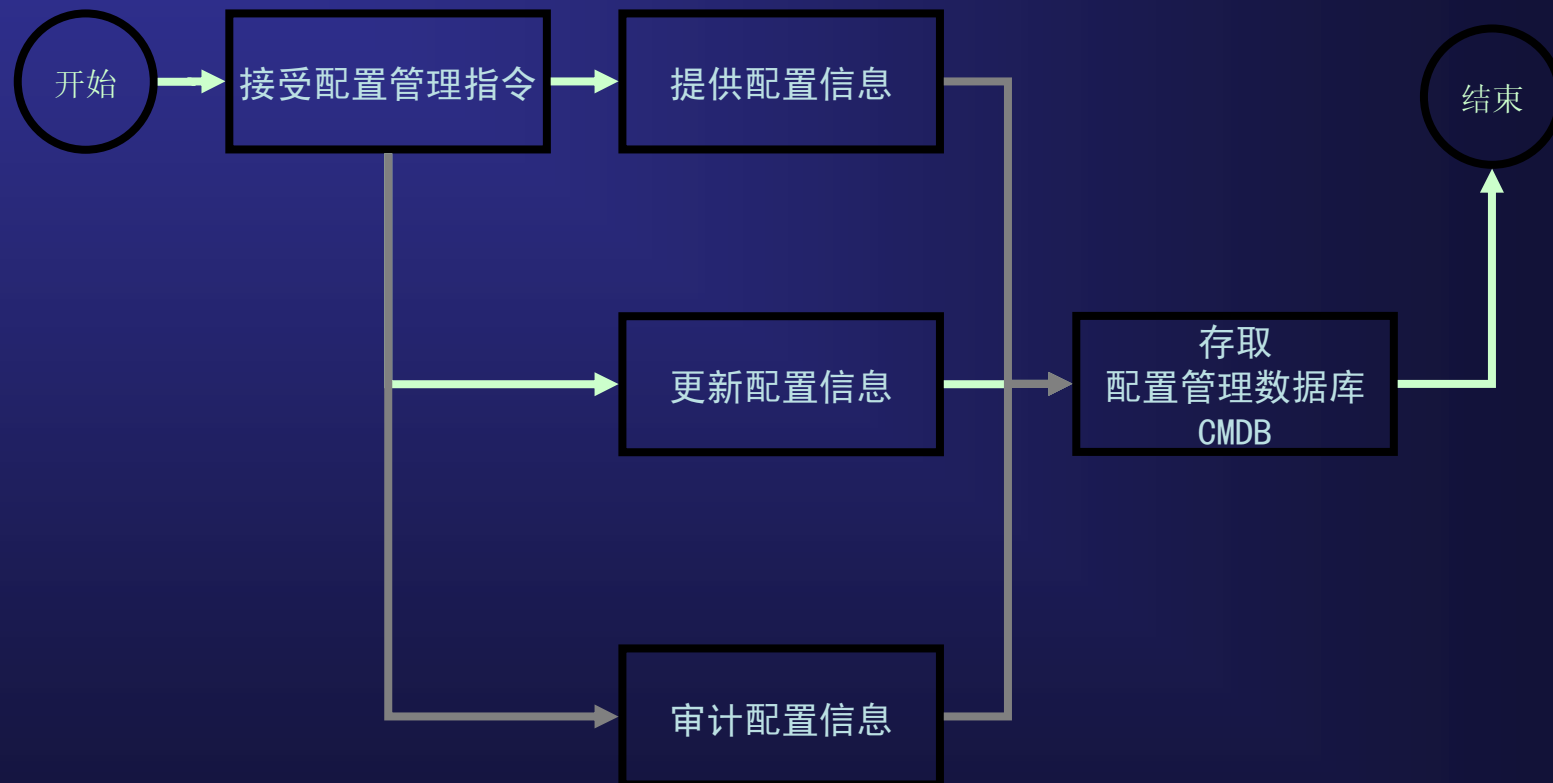 开始
接受配置管理指令
提供配置信息
结束
更新配置信息
存取
配置管理数据库
CMDB
审计配置信息